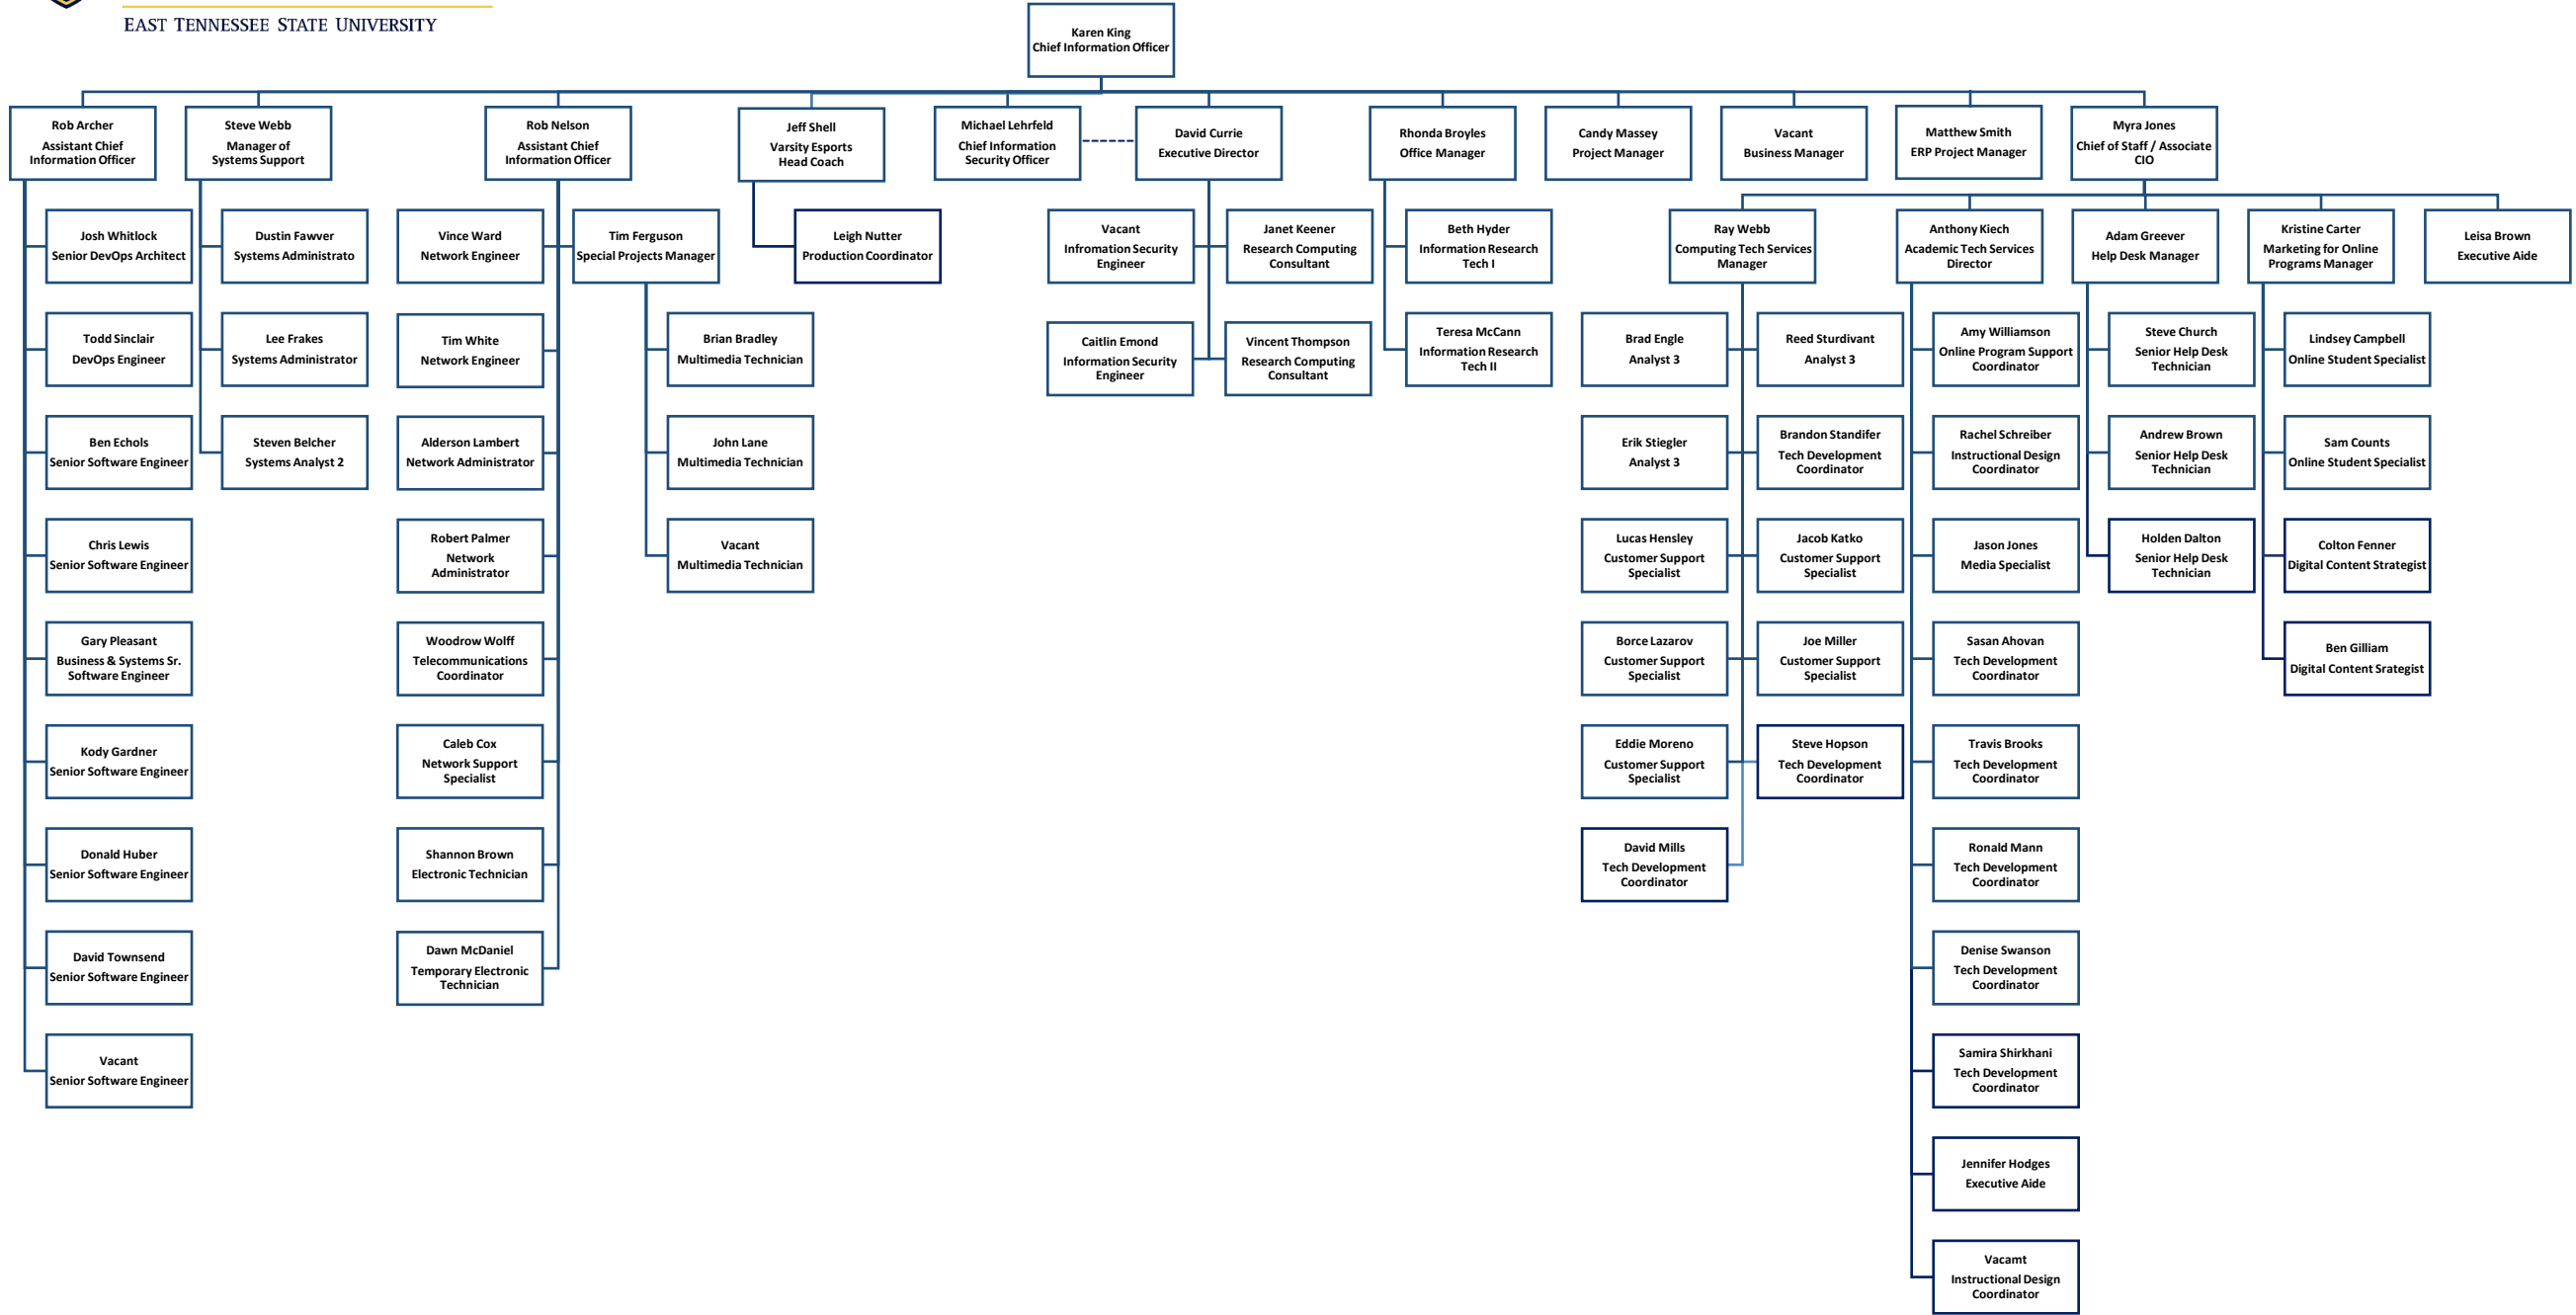 EAST TENNESSEE STATE UNIVERSITY
Karen King
Chief Information Officer
Rob Archer
Assistant Chief
Information Officer
Steve Webb
Manager of
Systems Support
Rob Nelson
Assistant Chief
Information Officer
Jeff Shell
Varsity Esports
Head Coach
Michael Lehrfeld
Chief Information
Security Officer
David Currie
Executive Director
Rhonda Broyles
Office Manager
Candy Massey
Project Manager
Vacant
Business Manager
Matthew Smith
ERP Project Manager
Myra Jones
Chief of Staff / Associate
CIO
Josh Whitlock
Senior DevOps Architect
Dustin Fawver
Systems Administrato
Vince Ward
Network Engineer
Tim Ferguson
Special Projects Manager
Leigh Nutter
Production Coordinator
Vacant
Infromation Security
Engineer
Janet Keener
Research Computing
Consultant
Beth Hyder
Information Research
Tech I
Ray Webb
Computing Tech Services
Manager
Anthony Kiech
Academic Tech Services
Director
Adam Greever
Help Desk Manager
Kristine Carter
Marketing for Online
Programs Manager
Leisa Brown
Executive Aide
Todd Sinclair
DevOps Engineer
Lee Frakes
Systems Administrator
Tim White
Network Engineer
Brian Bradley
Multimedia Technician
Caitlin Emond
Information Security
Engineer
Vincent Thompson
Research Computing
Consultant
Teresa McCann
Information Research
Tech II
Brad Engle
Analyst 3
Reed Sturdivant
Analyst 3
Amy Williamson
Online Program Support
Coordinator
Steve Church
Senior Help Desk
Technician
Lindsey Campbell
Online Student Specialist
Ben Echols
Senior Software Engineer
Steven Belcher
Systems Analyst 2
Alderson Lambert
Network Administrator
John Lane
Multimedia Technician
Erik Stiegler
Analyst 3
Brandon Standifer
Tech Development
Coordinator
Rachel Schreiber
Instructional Design
Coordinator
Andrew Brown
Senior Help Desk
Technician
Sam Counts
Online Student Specialist
Chris Lewis
Senior Software Engineer
Robert Palmer
Network
Administrator
Vacant
Multimedia Technician
Lucas Hensley
Customer Support
Specialist
Jacob Katko
Customer Support
Specialist
Jason Jones
Media Specialist
Holden Dalton
Senior Help Desk
Technician
Colton Fenner
Digital Content Strategist
Gary Pleasant
Business & Systems Sr.
Software Engineer
Woodrow Wolff
Telecommunications
Coordinator
Borce Lazarov
Customer Support
Specialist
Joe Miller
Customer Support
Specialist
Sasan Ahovan
Tech Development
Coordinator
Ben Gilliam
Digital Content Srategist
Kody Gardner
Senior Software Engineer
Caleb Cox
Network Support
Specialist
Eddie Moreno
Customer Support
Specialist
Steve Hopson
Tech Development
Coordinator
Travis Brooks
Tech Development
Coordinator
Donald Huber
Senior Software Engineer
Shannon Brown
Electronic Technician
David Mills
Tech Development
Coordinator
Ronald Mann
Tech Development
Coordinator
David Townsend
Senior Software Engineer
Dawn McDaniel
Temporary Electronic
Technician
Denise Swanson
Tech Development
Coordinator
Vacant
Senior Software Engineer
Samira Shirkhani
Tech Development
Coordinator
Jennifer Hodges
Executive Aide
Vacamt
Instructional Design
Coordinator